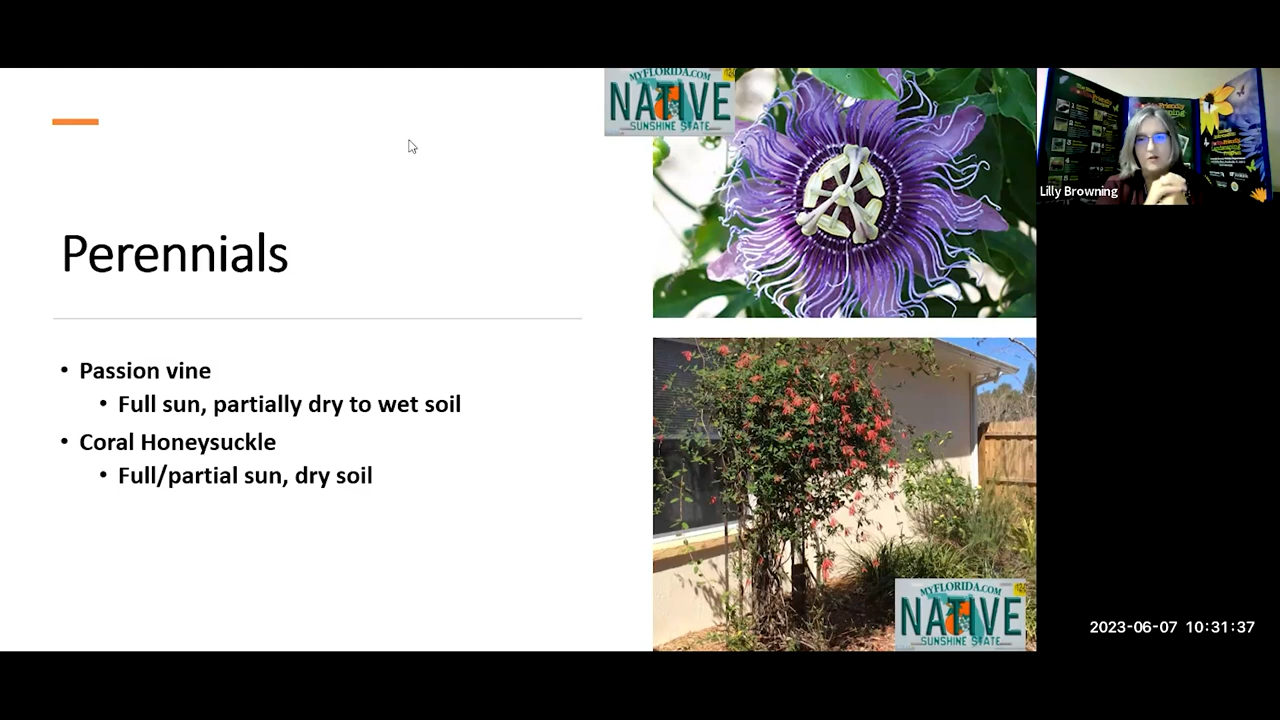 MYFLORIDA.COM
NATIVE
SUNSHINE STATE
Perennials
• Passion vine
• Full sun, partially dry to wet soil
• Coral Honeysuckle
• Full/partial sun, dry soil
MYFLORIDA.COM
NATIVE
SUNSHINE STATE
Lilly Browning
2023-06-07 10:31:37